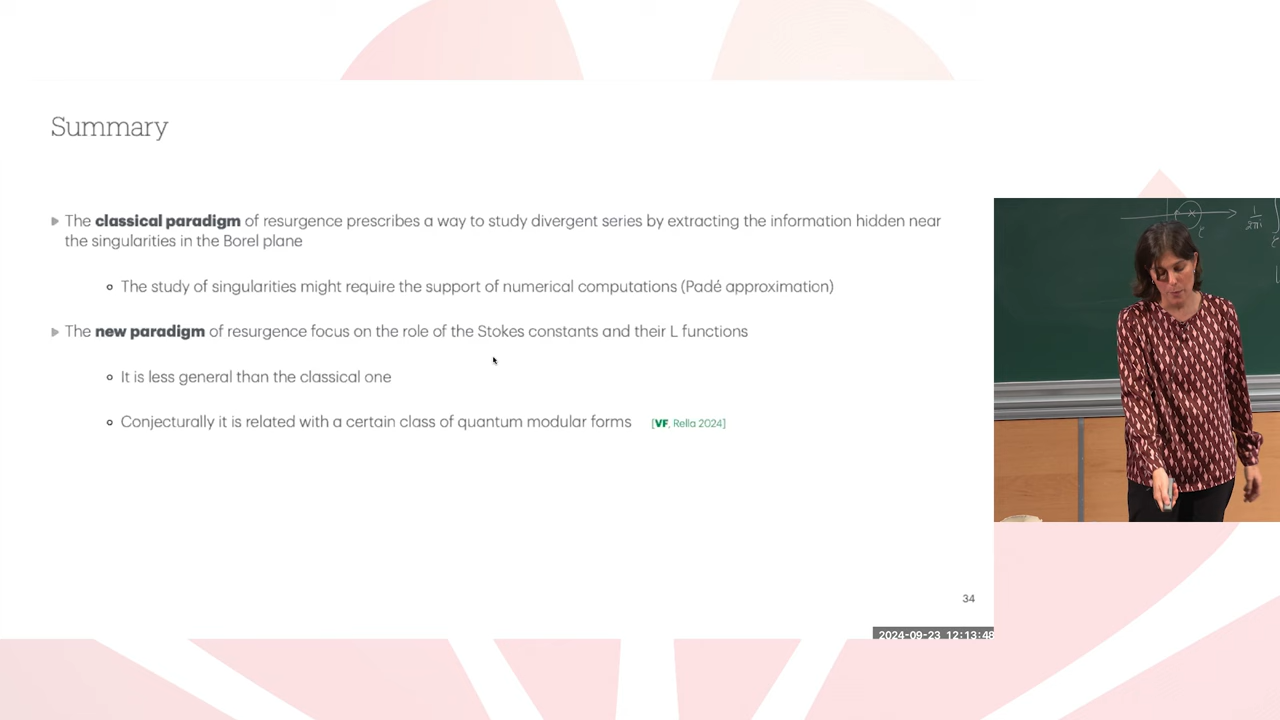 Summary
The classical paradigm of resurgence prescribes a way to study divergent series by extracting the information hidden near
the singularities in the Borel plane
The study of singularities might require the support of numerical computations (Padé approximation)
The new paradigm of resurgence focus on the role of the Stokes constants and their L functions
It is less general than the classical one
Conjecturally it is related with a certain class of quantum modular forms [VF, Rella 2024]
34
2024-09-23 12:13:48